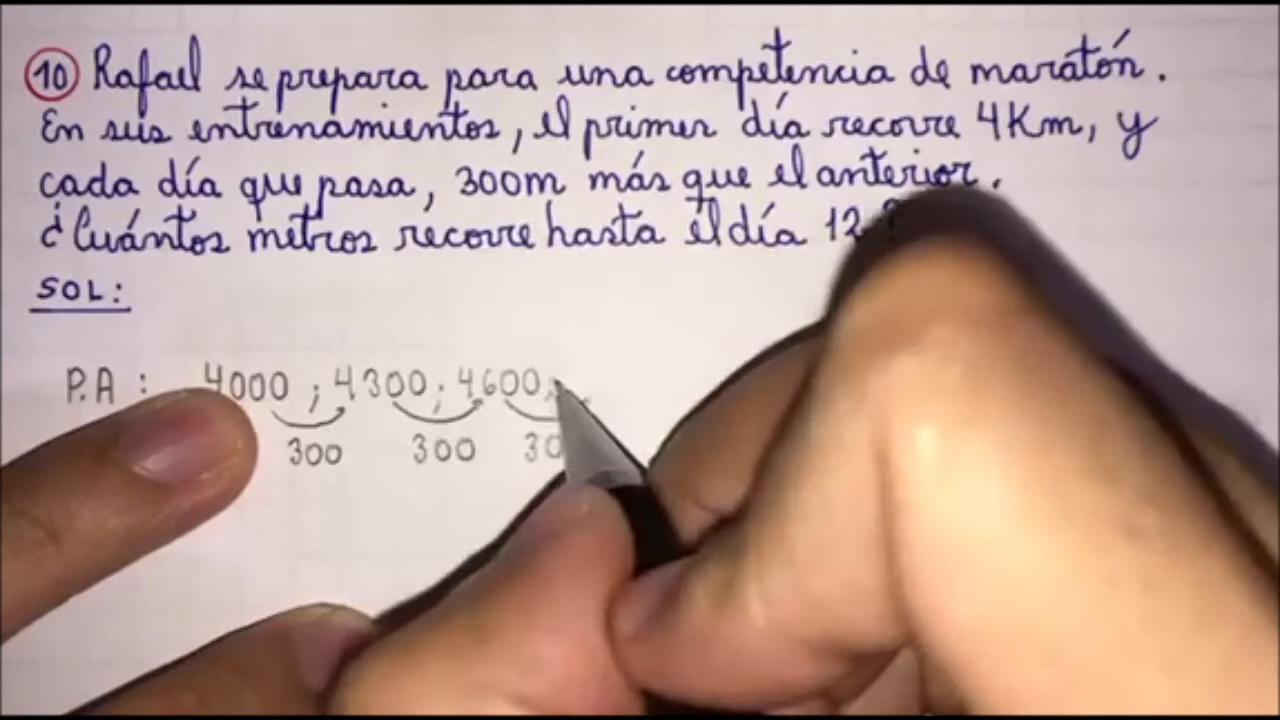 10 Rafael se prepara para una competencia de maratón.
En sus entrenamientos, el primer día recorre 4Km, y
cada día que pasa, 300m más que el anterior.
¿Cuántos metros recorre hasta el día 12?
SOL:
P.A : 4000 ; 4300 ; 4600 ;
300 300 30